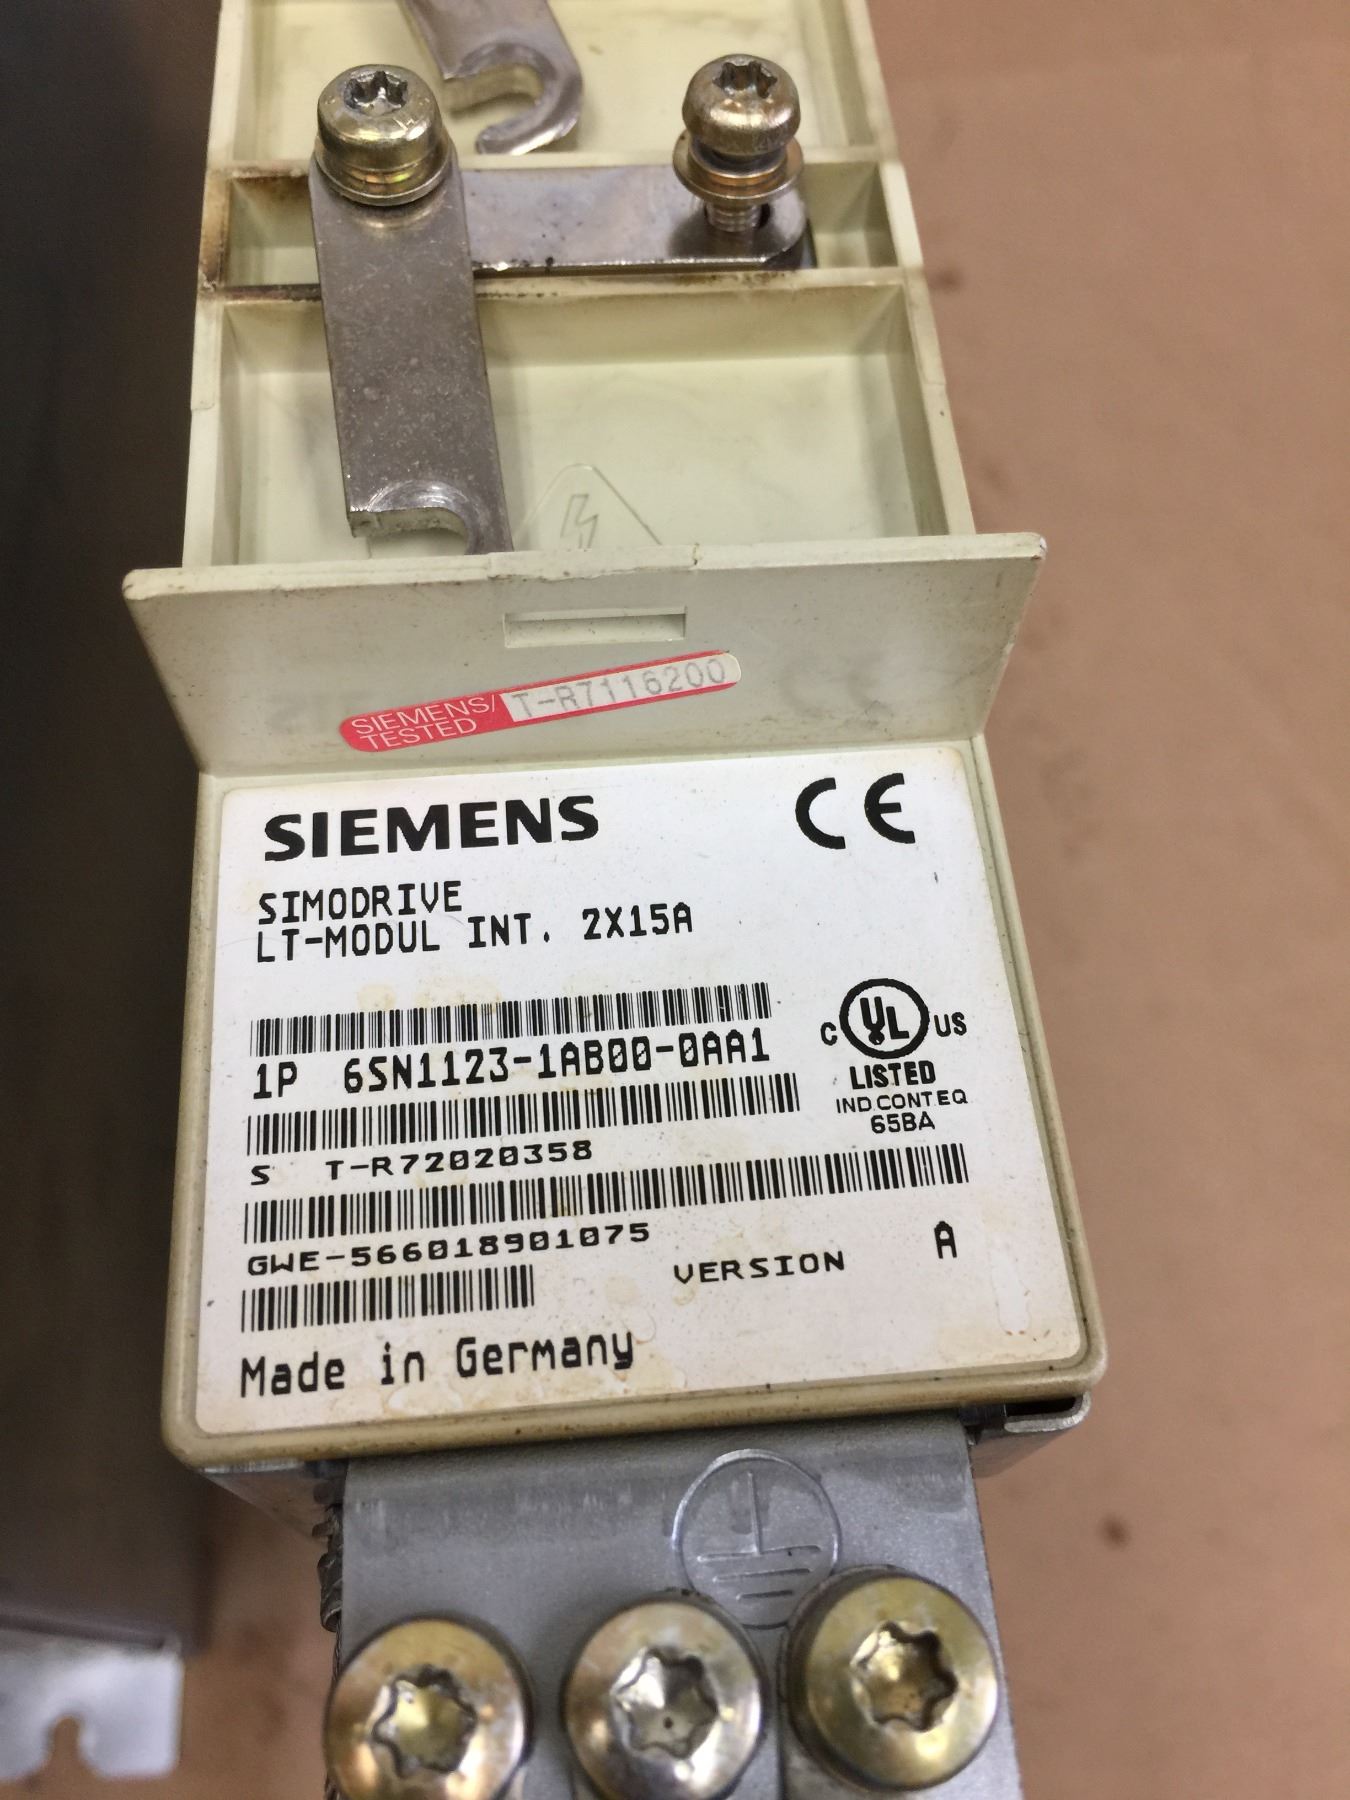 SIEMENS/ T-R7116200
TESTED
SIEMENS CE
SIMODRIVE
LT-MODUL INT. 2X15A
1P 6SN1123-1AB00-0AA1
C UL US
LISTED
IND.CONT.EQ
65BA
S T-R72020358
GWE-566018901075
VERSION A
Made in Germany